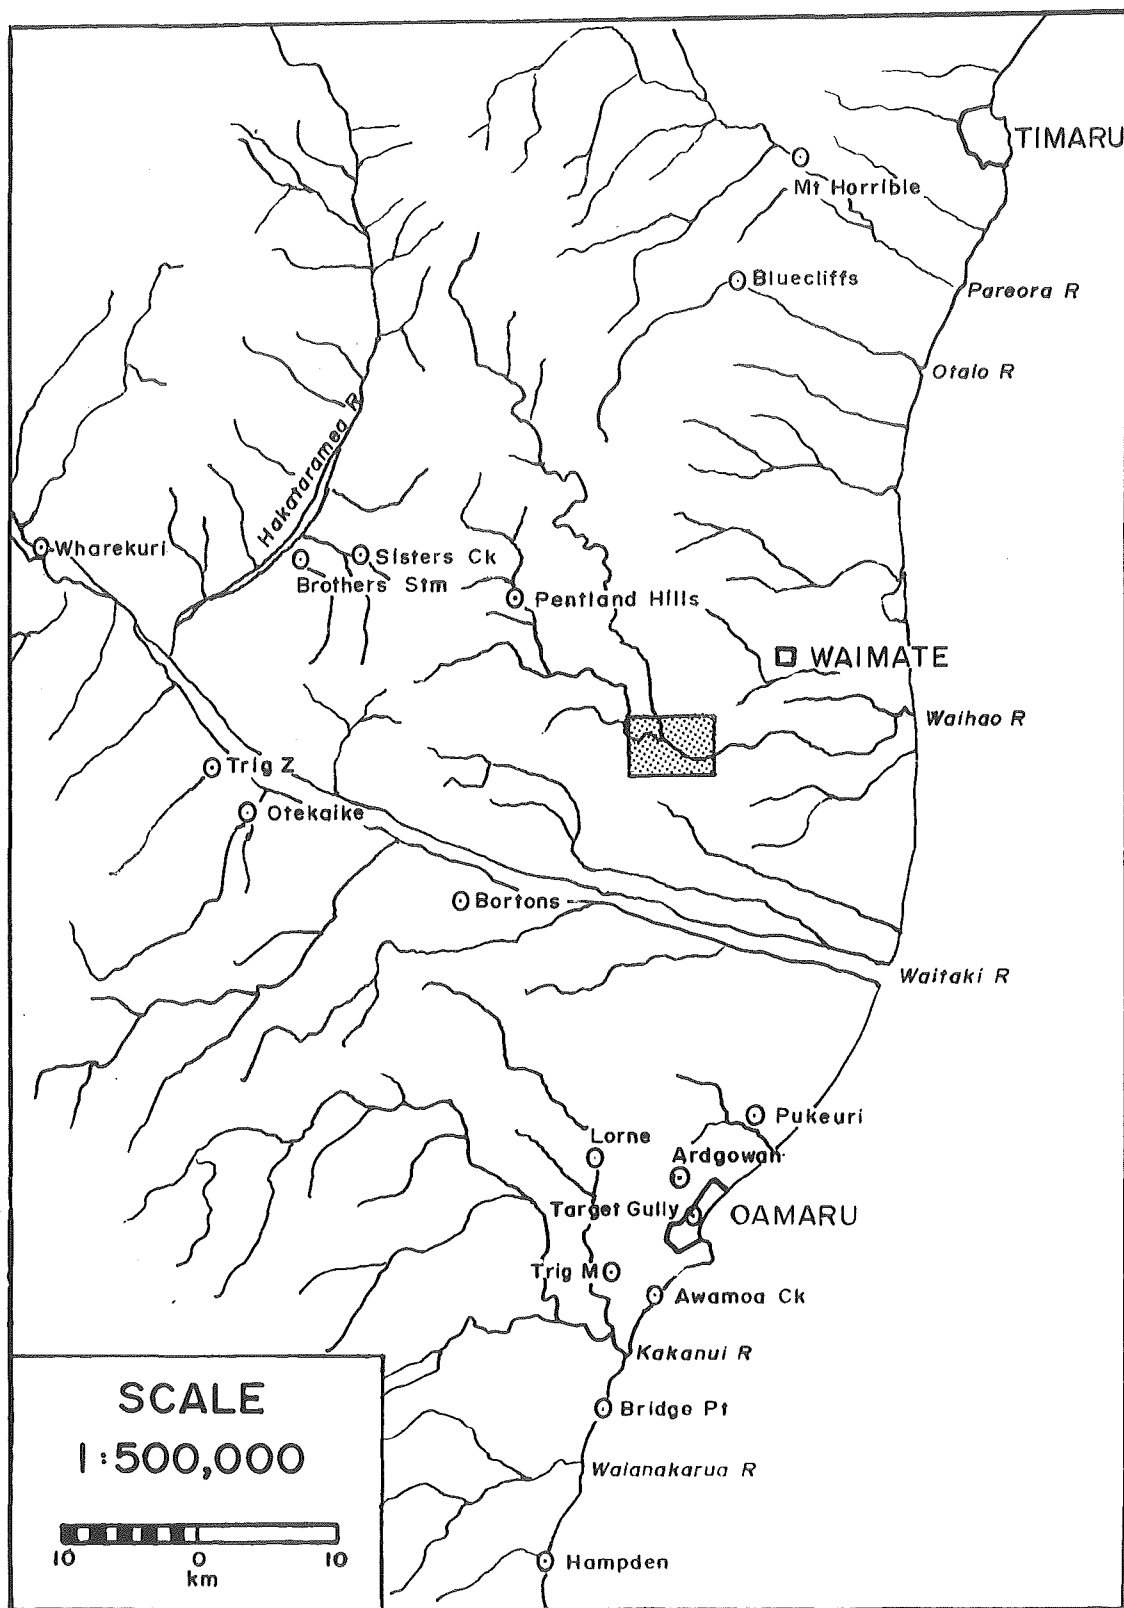 TIMARU
Mt Horrible
Bluecliffs
Pareora R
Otaio R
Hakataramea R
Wharekuri
Sisters Ck
Brothers Stm
Pentland Hills
WAIMATE
Waihao R
Trig Z
Otekaike
Bortons
Waitaki R
Pukeuri
Lorne
Ardgowan
Target Gully
OAMARU
Trig M
Awamoa Ck
Kakanui R
SCALE
1:500,000
Bridge Pt
Waianakarua R
10 0 10
km
Hampden